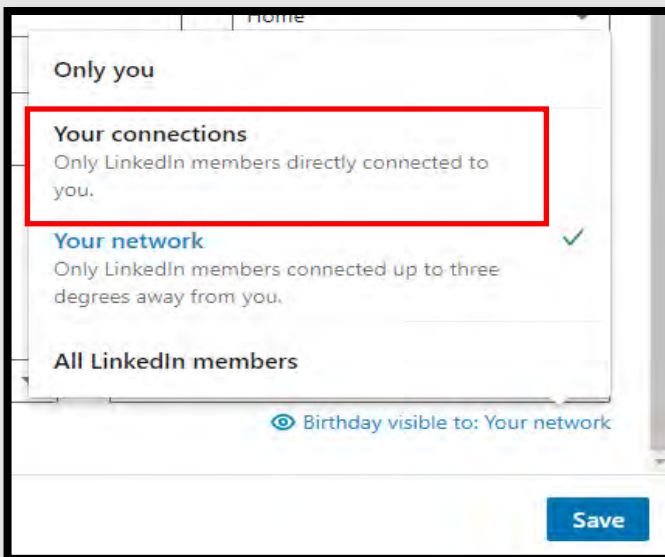 Home
Only you
Your connections
Only LinkedIn members directly connected to
you.
Your network
Only LinkedIn members connected up to three
degrees away from you.
All LinkedIn members
Birthday visible to: Your network
Save